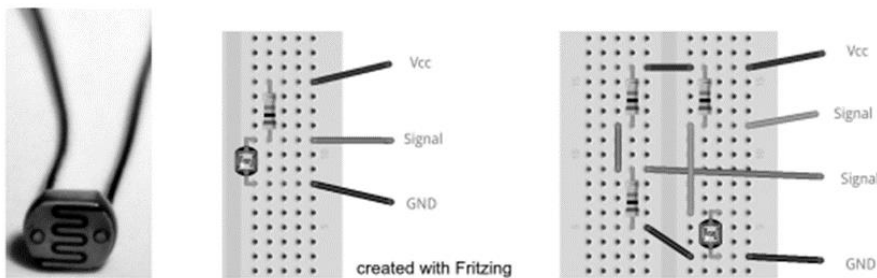 Vcc
Signal
GND
created with Fritzing
Vcc
Signal
Signal
GND